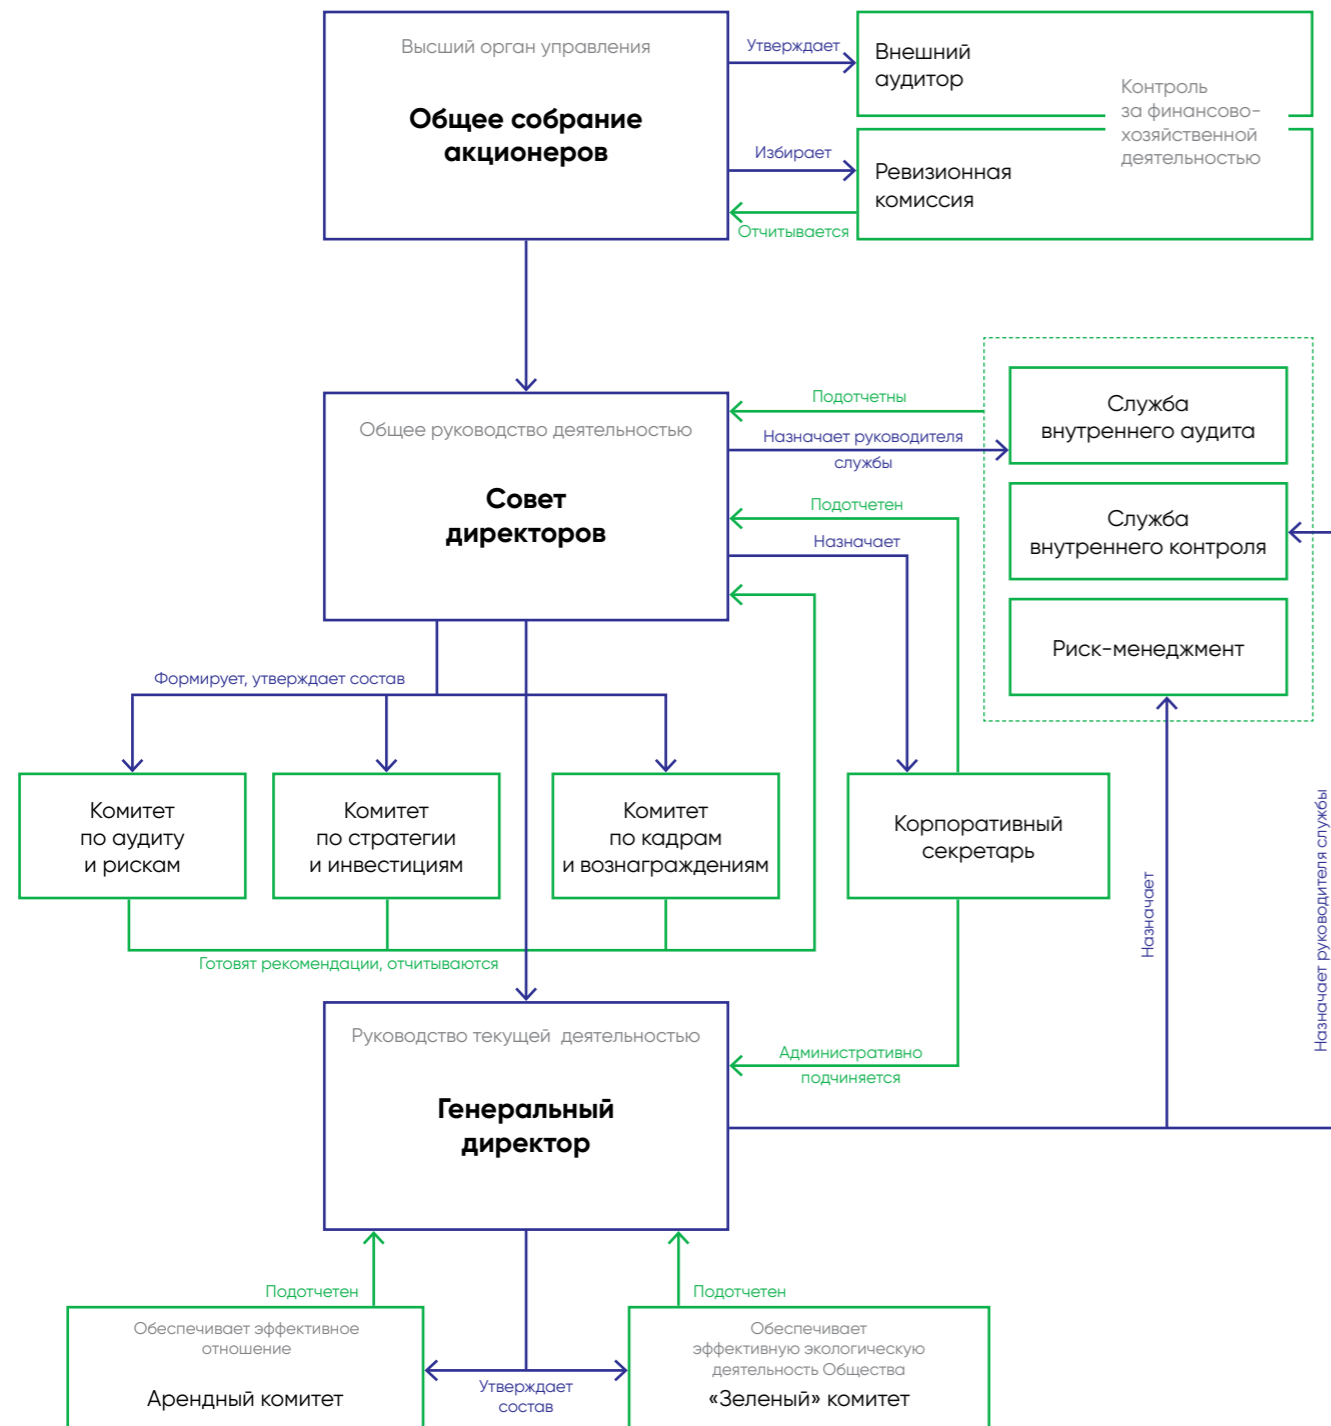 Высший орган управления
Общее собрание
акционеров
Утверждает
Внешний
аудитор
Контроль
за финансово-
хозяйственной
деятельностью
Избирает
Ревизионная
комиссия
Отчитывается
Общее руководство деятельностью
Совет
директоров
Подотчетны
Назначает руководителя
службы
Подотчетен
Назначает
Служба
внутреннего аудита
Служба
внутреннего контроля
Риск-менеджмент
Формирует, утверждает состав
Комитет
по аудиту
и рискам
Комитет
по стратегии
и инвестициям
Комитет
по кадрам
и вознаграждениям
Корпоративный
секретарь
Назначает
Назначает руководителя службы
Готовят рекомендации, отчитываются
Руководство текущей деятельностью
Генеральный
директор
Административно
подчиняется
Подотчетен
Подотчетен
Обеспечивает эффективное
отношение
Арендный комитет
Утверждает
состав
Обеспечивает
эффективную экологическую
деятельность Общества
«Зеленый» комитет